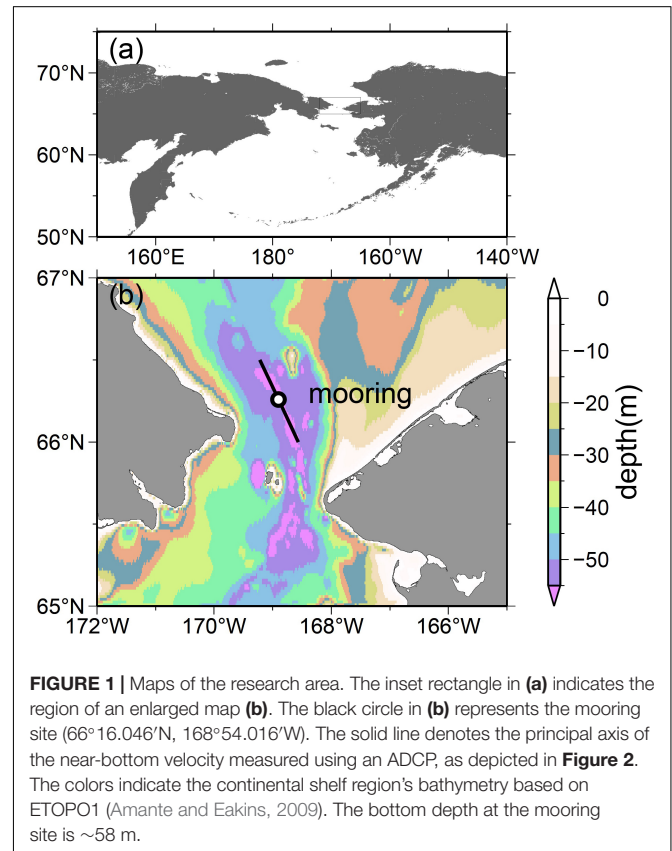 (a)
70°N
60°N
50°N
160°E
180°
160°W
140°W
67°N
(b)
mooring
66°N
65°N
172°W
170°W
168°W
166°W
0
−10
−20
−30
−40
−50
depth(m)
FIGURE 1 | Maps of the research area. The inset rectangle in (a) indicates the
region of an enlarged map (b). The black circle in (b) represents the mooring
site (66°16.046′N, 168°54.016′W). The solid line denotes the principal axis of
the near-bottom velocity measured using an ADCP, as depicted in Figure 2.
The colors indicate the continental shelf region's bathymetry based on
ETOPO1 (Amante and Eakins, 2009). The bottom depth at the mooring
site is ∼58 m.